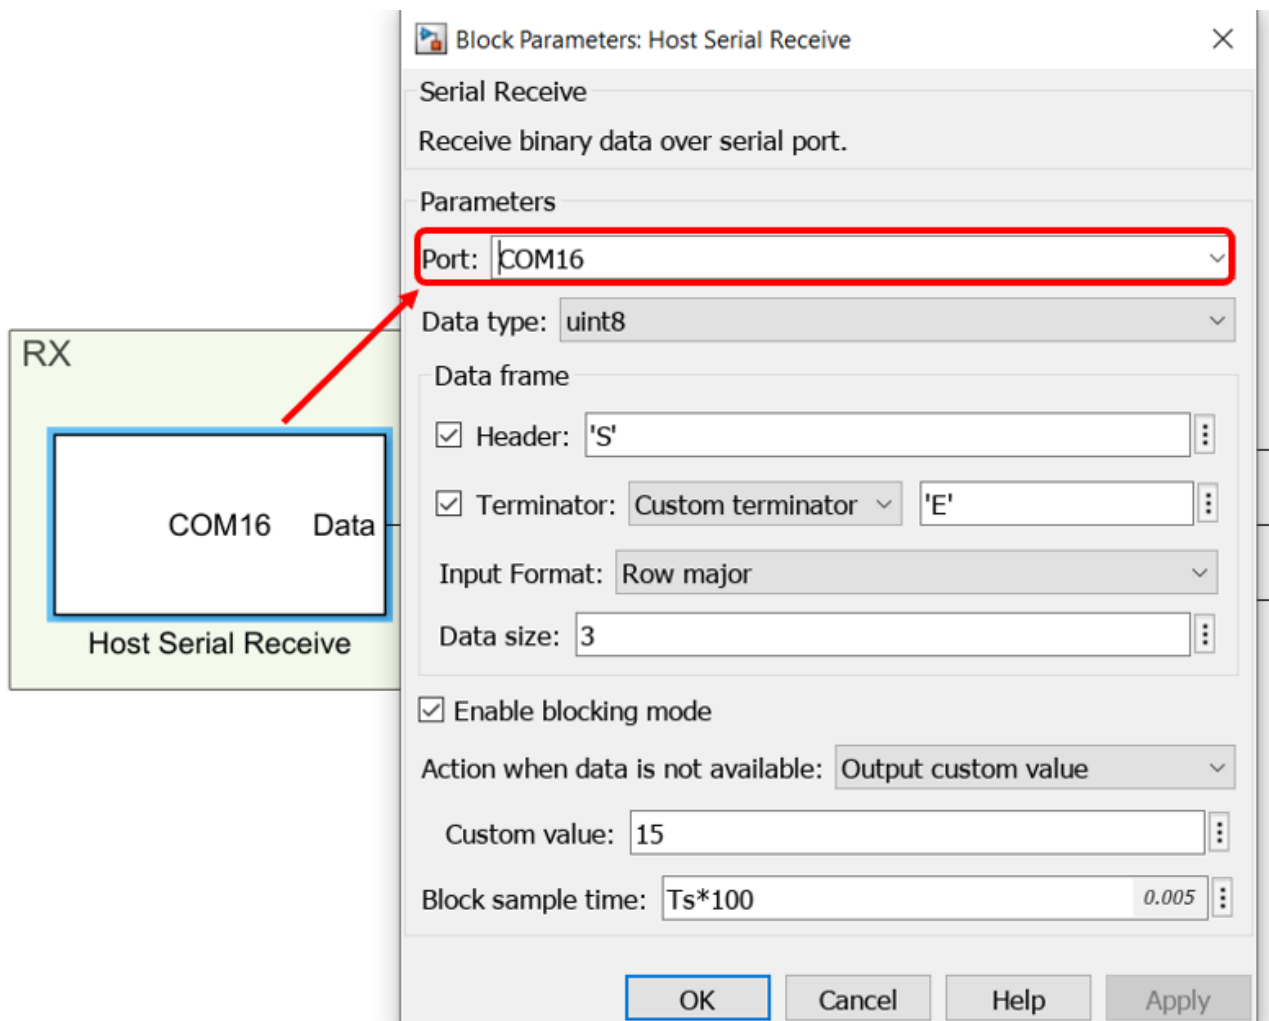 Block Parameters: Host Serial Receive
Serial Receive
Receive binary data over serial port.
Parameters
Port: COM16
Data type: uint8
RX
Data frame
Header: 'S'
Terminator: Custom terminator 'E'
COM16 Data
Input Format: Row major
Data size: 3
Host Serial Receive
Enable blocking mode
Action when data is not available: Output custom value
Custom value: 15
Block sample time: Ts*100 0.005
OK Cancel Help Apply